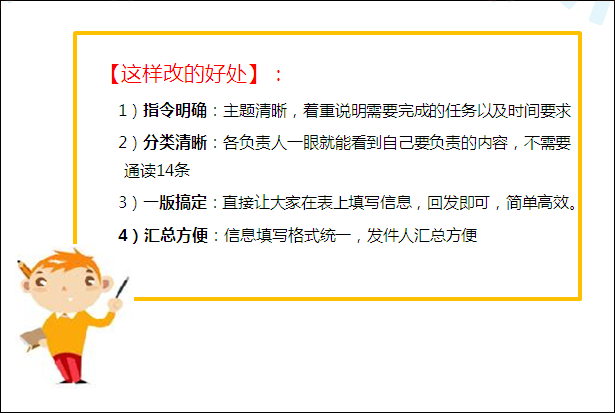 【这样改的好处】：
1）指令明确：主题清晰，着重说明需要完成的任务以及时间要求
2）分类清晰：各负责人一眼就能看到自己要负责的内容，不需要
通读14条
3）一版搞定：直接让大家在表上填写信息，回发即可，简单高效。
4）汇总方便：信息填写格式统一，发件人汇总方便